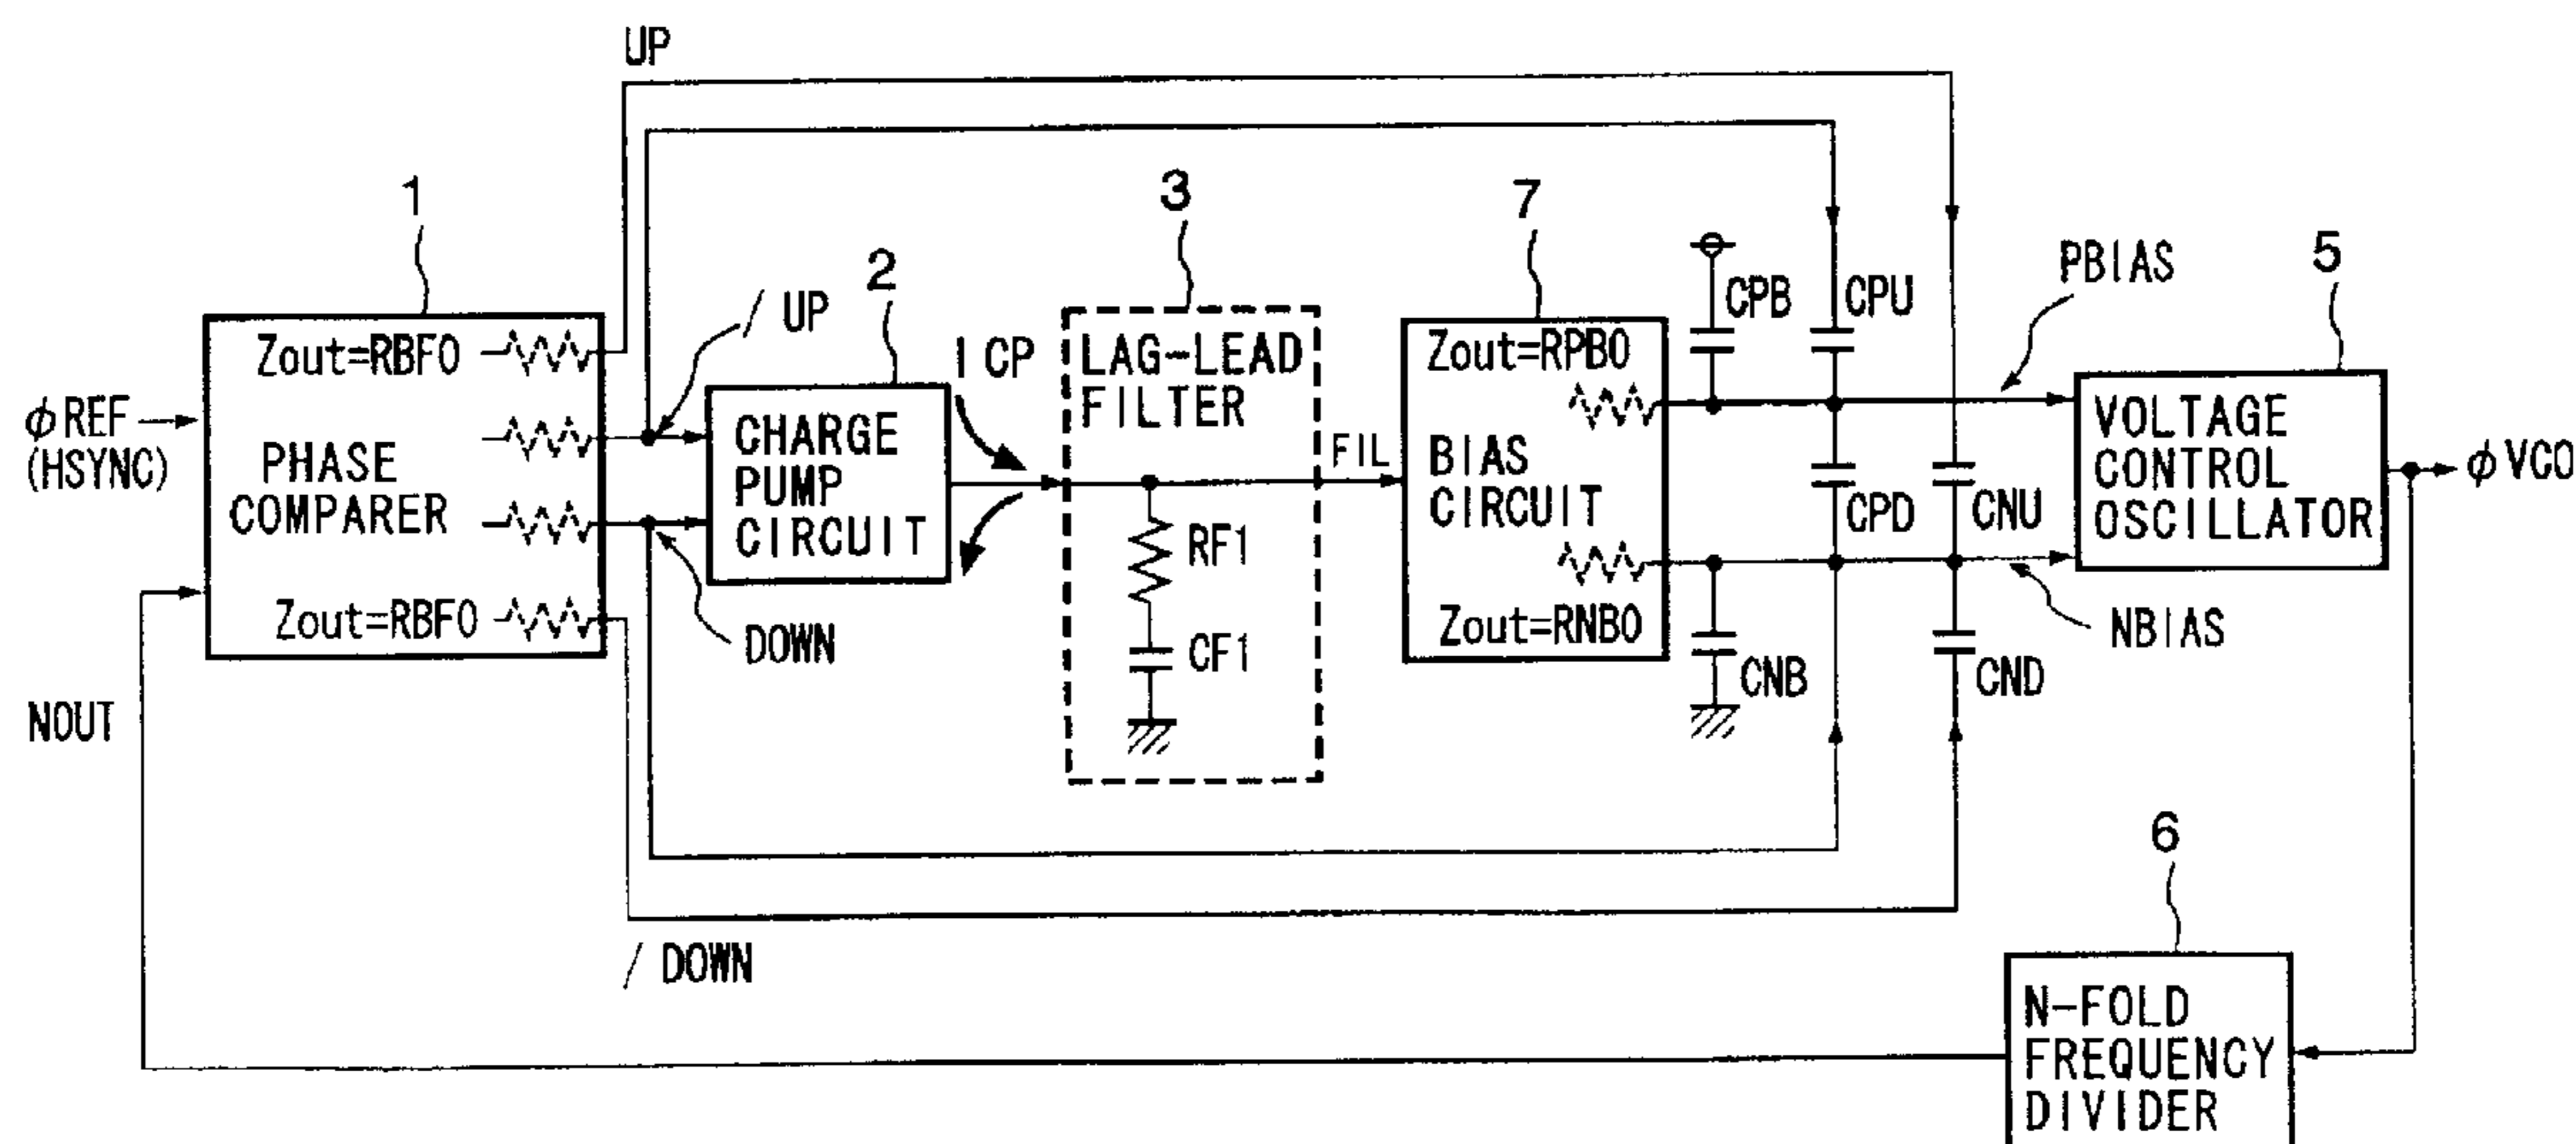 UP
1
2
3
7
5
/ UP
I CP
CPB
CPU
PBIAS
Zout=RBFO
φREF
(HSYNC)
PHASE
COMPARER
Zout=RBFO
CHARGE
PUMP
CIRCUIT
LAG-LEAD
FILTER
RF1
CF1
FIL
Zout=RPBO
BIAS
CIRCUIT
Zout=RNBO
CPD
CNU
VOLTAGE
CONTROL
OSCILLATOR
φVCO
DOWN
CNB
CND
NBIAS
NOUT
/ DOWN
6
N-FOLD
FREQUENCY
DIVIDER